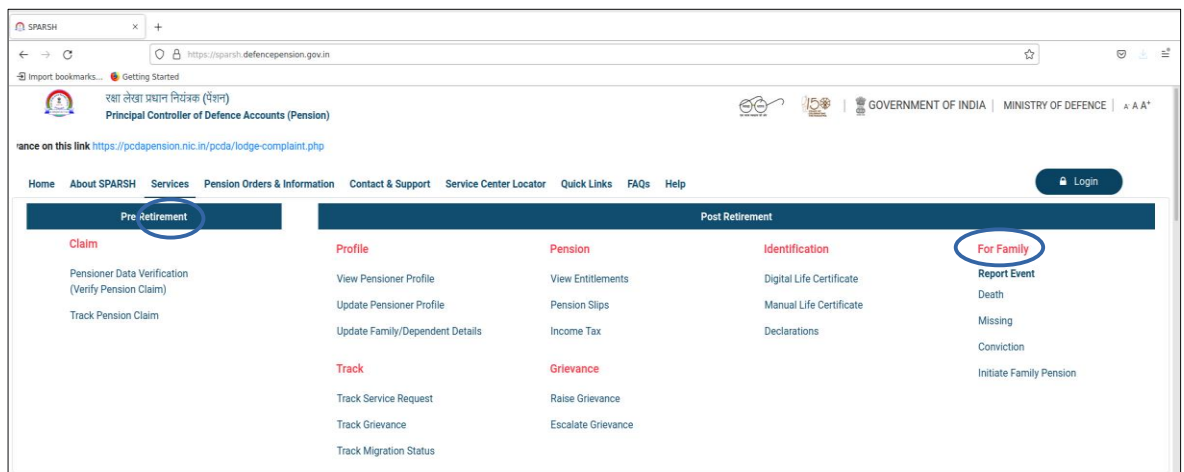 SPARSH
https://sparsh.defencepension.gov.in
Import bookmarks... Getting Started
रक्षा लेखा प्रधान नियंत्रक (पेंशन)
Principal Controller of Defence Accounts (Pension)
GOVERNMENT OF INDIA | MINISTRY OF DEFENCE | A- A A+
rance on this link https://pcdapension.nic.in/pcda/lodge-complaint.php
Home About SPARSH Services Pension Orders & Information Contact & Support Service Center Locator Quick Links FAQs Help Login
Pre Retirement
Claim
Pensioner Data Verification
(Verify Pension Claim)
Track Pension Claim
Post Retirement
Profile
View Pensioner Profile
Update Pensioner Profile
Update Family/Dependent Details
Track
Track Service Request
Track Grievance
Track Migration Status
Pension
View Entitlements
Pension Slips
Income Tax
Grievance
Raise Grievance
Escalate Grievance
Identification
Digital Life Certificate
Manual Life Certificate
Declarations
For Family
Report Event
Death
Missing
Conviction
Initiate Family Pension